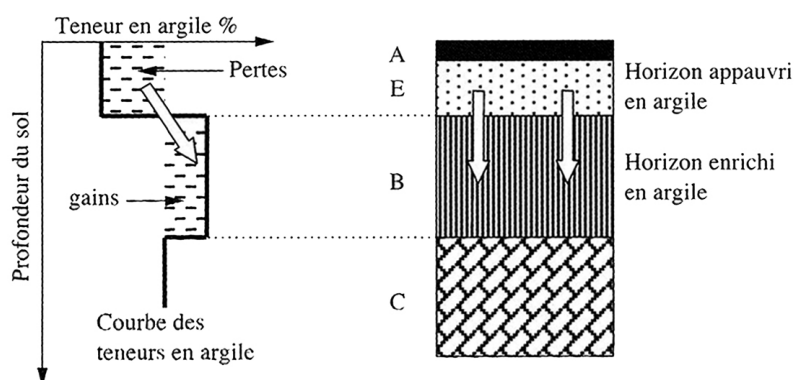 Teneur en argile %
Pertes
gains
Profondeur du sol
Courbe des
teneurs en argile
A
E
B
C
Horizon appauvri
en argile
Horizon enrichi
en argile